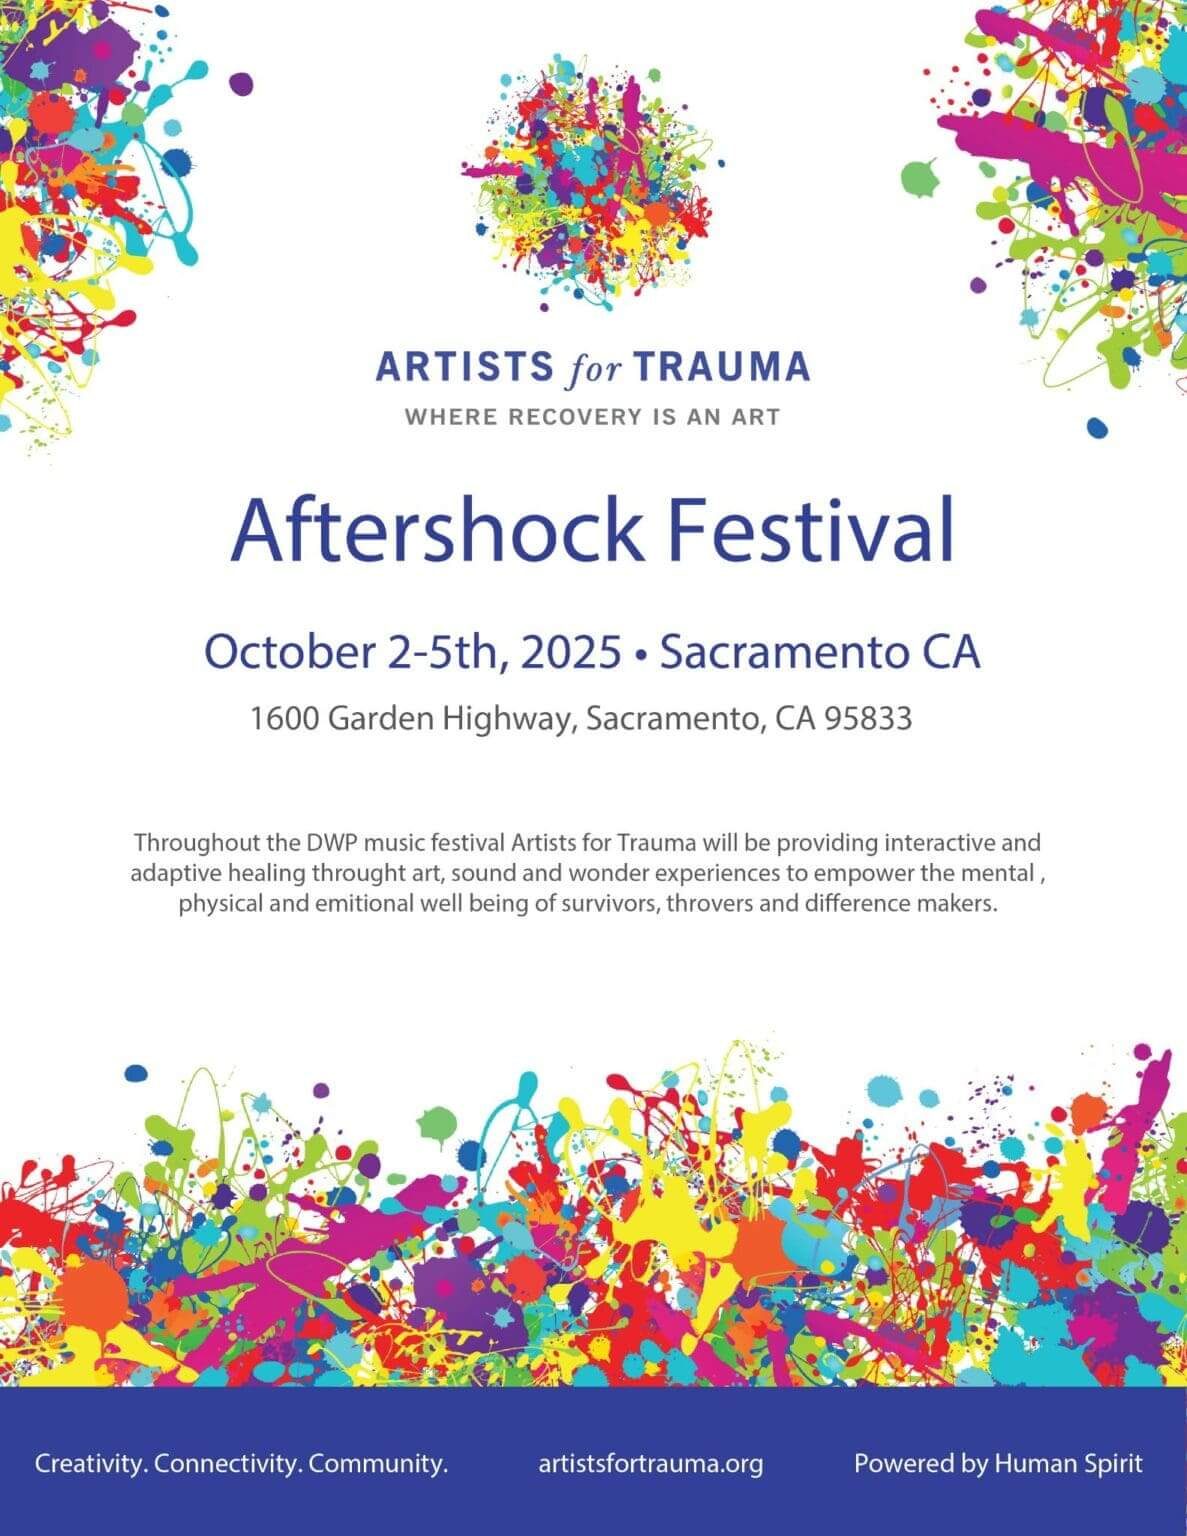 ARTISTS for TRAUMA
WHERE RECOVERY IS AN ART
Aftershock Festival
October 2-5th, 2025 • Sacramento CA
1600 Garden Highway, Sacramento, CA 95833
Throughout the DWP music festival Artists for Trauma will be providing interactive and
adaptive healing throught art, sound and wonder experiences to empower the mental ,
physical and emitional well being of survivors, throvers and difference makers.
Creativity. Connectivity. Community.
artistsfortrauma.org
Powered by Human Spirit